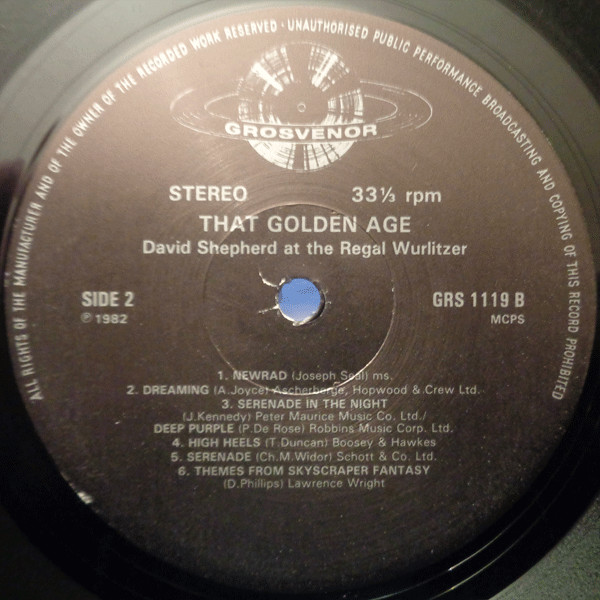 ALL RIGHTS OF THE MANUFACTURER AND OF THE OWNER OF THE RECORDED WORK RESERVED · UNAUTHORISED PUBLIC PERFORMANCE BROADCASTING AND COPYING OF THIS RECORD PROHIBITED
GROSVENOR
STEREO 33⅓ rpm
THAT GOLDEN AGE
David Shepherd at the Regal Wurlitzer
SIDE 2 GRS 1119 B
℗ 1982 MCPS
1. NEWRAD (Joseph Seal) ms.
2. DREAMING (A.Joyce) Ascherberge, Hopwood & Crew Ltd.
3. SERENADE IN THE NIGHT
(J.Kennedy) Peter Maurice Music Co. Ltd./
DEEP PURPLE (P.De Rose) Robbins Music Corp. Ltd.
4. HIGH HEELS (T.Duncan) Boosey & Hawkes
5. SERENADE (Ch.M.Widor) Schott & Co. Ltd.
6. THEMES FROM SKYSCRAPER FANTASY
(D.Phillips) Lawrence Wright